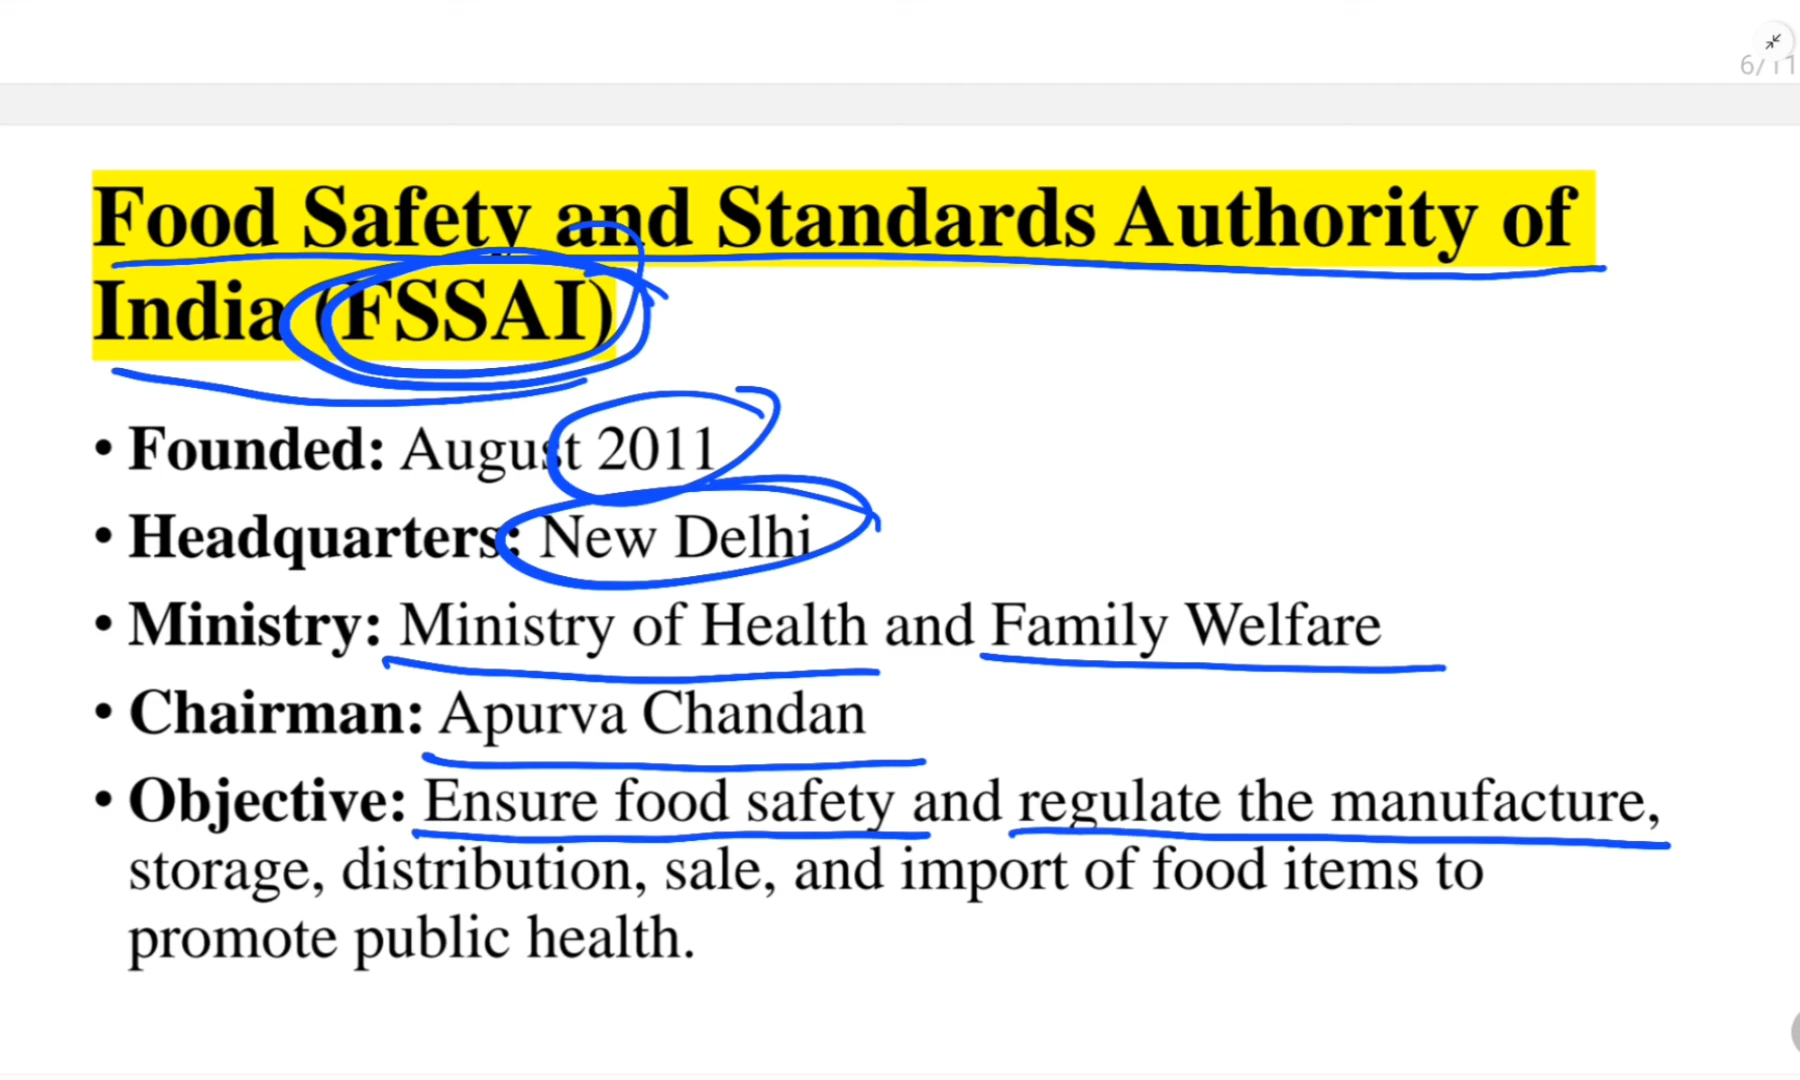 6/11
Food Safety and Standards Authority of
India (FSSAI)
• Founded: August 2011
• Headquarters: New Delhi
• Ministry: Ministry of Health and Family Welfare
• Chairman: Apurva Chandan
• Objective: Ensure food safety and regulate the manufacture,
storage, distribution, sale, and import of food items to
promote public health.